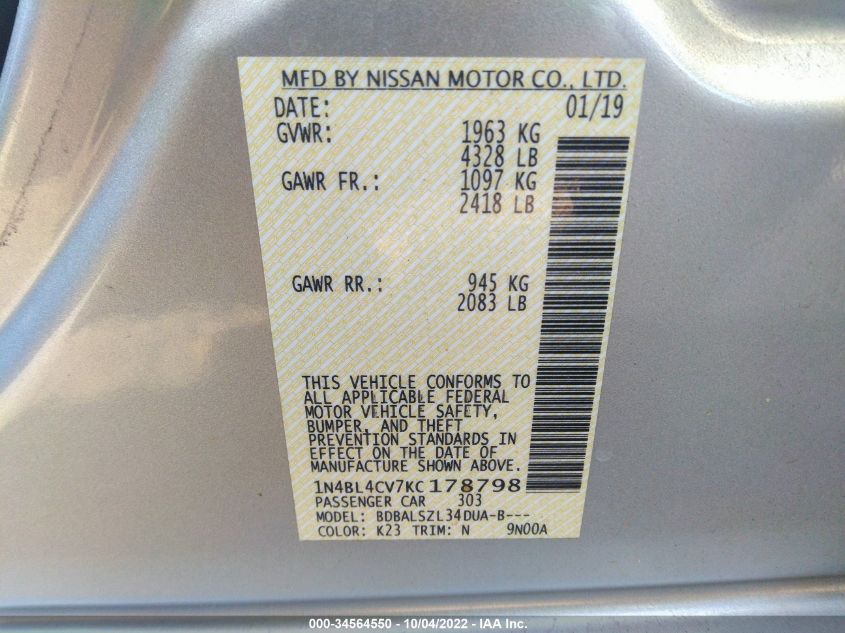 MFD BY NISSAN MOTOR CO., LTD.
DATE: 01/19
GVWR: 1963 KG
4328 LB
GAWR FR.: 1097 KG
2418 LB
GAWR RR.: 945 KG
2083 LB
THIS VEHICLE CONFORMS TO
ALL APPLICABLE FEDERAL
MOTOR VEHICLE SAFETY,
BUMPER, AND THEFT
PREVENTION STANDARDS IN
EFFECT ON THE DATE OF
MANUFACTURE SHOWN ABOVE.
1N4BL4CV7KC178798
PASSENGER CAR 303
MODEL: BDBALSZL34DUA-B---
COLOR: K23 TRIM: N 9N00A
000-34564550 - 10/04/2022 - IAA Inc.